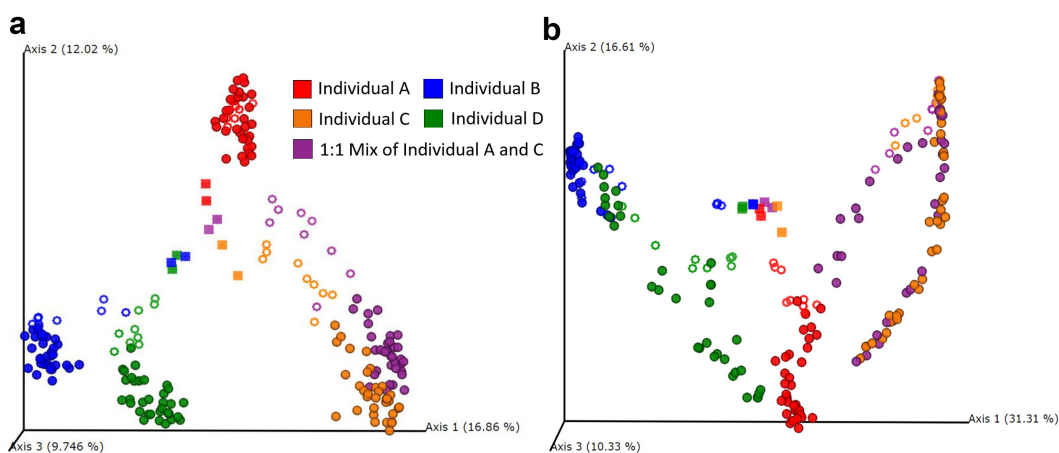 a
b
Axis 2 (12.02 %)
Axis 2 (16.61 %)
Individual A
Individual B
Individual C
Individual D
1:1 Mix of Individual A and C
Axis 1 (16.86 %)
Axis 1 (31.31 %)
Axis 3 (9.746 %)
Axis 3 (10.33 %)